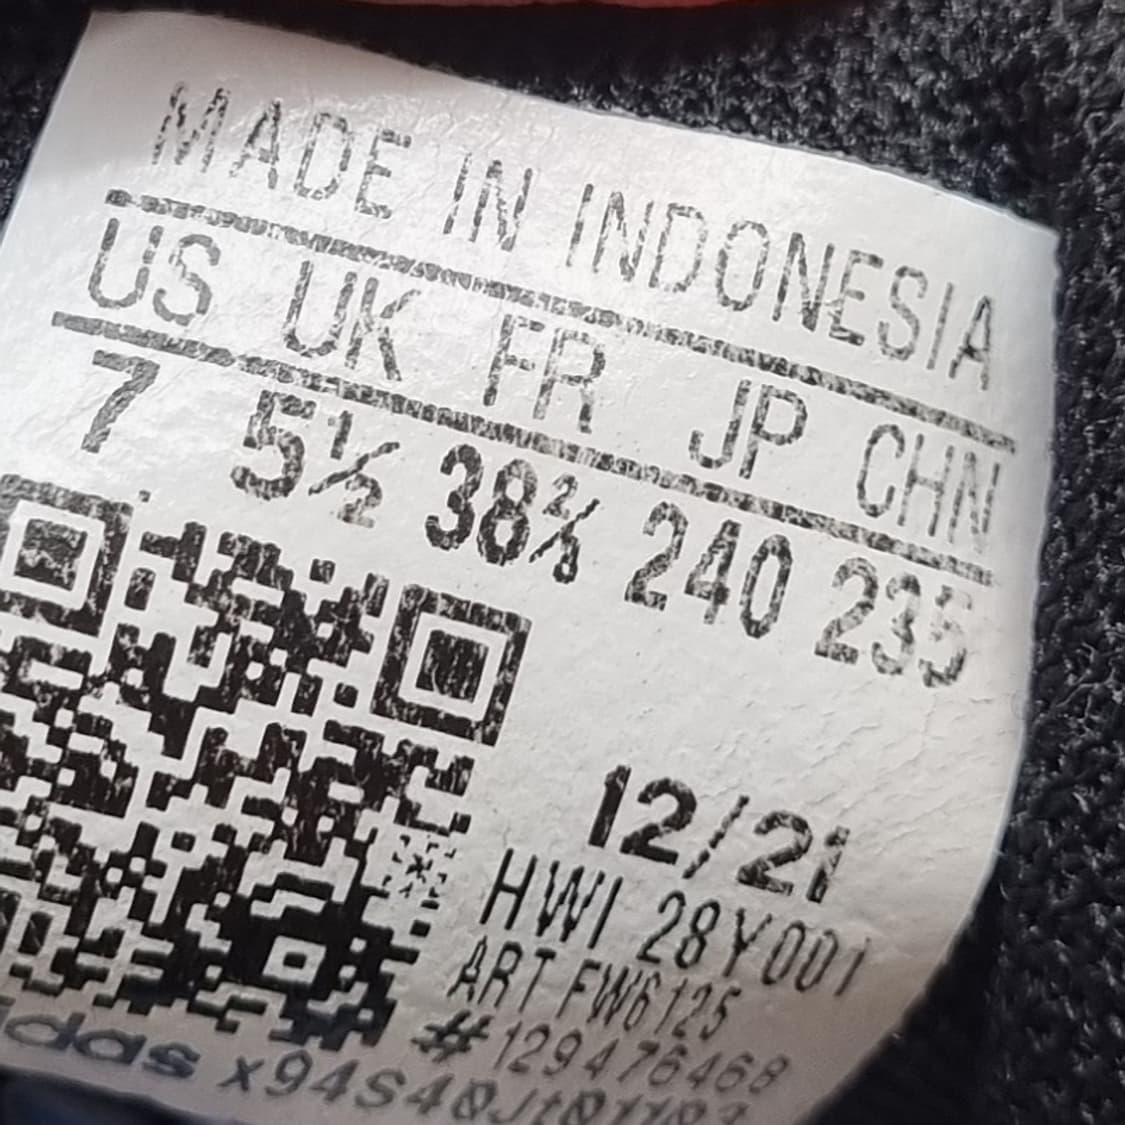 MADE IN INDONESIA
US UK FR JP CHN
7 5½ 38⅔ 240 235
12/21
HWI 28Y001
ART FW6125
#129476468